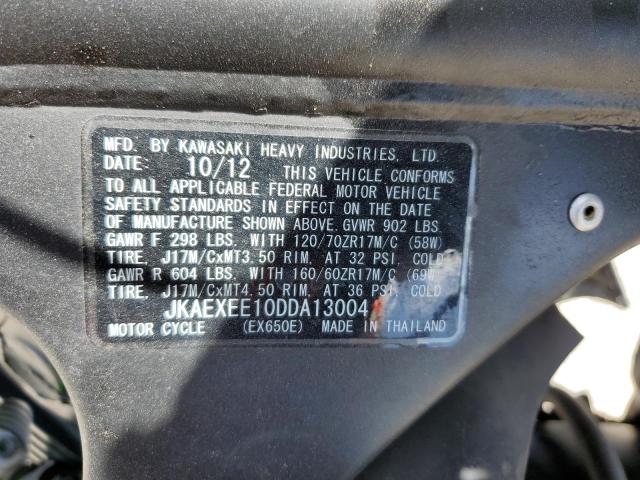 MFD. BY KAWASAKI HEAVY INDUSTRIES, LTD.
DATE: 10/12 THIS VEHICLE CONFORMS
TO ALL APPLICABLE FEDERAL MOTOR VEHICLE
SAFETY STANDARDS IN EFFECT ON THE DATE
OF MANUFACTURE SHOWN ABOVE. GVWR 902 LBS
GAWR F 298 LBS. WITH 120/70ZR17M/C (58W)
TIRE, J17M/CxMT3.50 RIM, AT 32 PSI. COLD
GAWR R 604 LBS. WITH 160/60ZR17M/C (69W)
TIRE, J17M/CxMT4.50 RIM, AT 36 PSI. COLD
JKAEXEE10DDA13004
MOTOR CYCLE (EX650E) MADE IN THAILAND